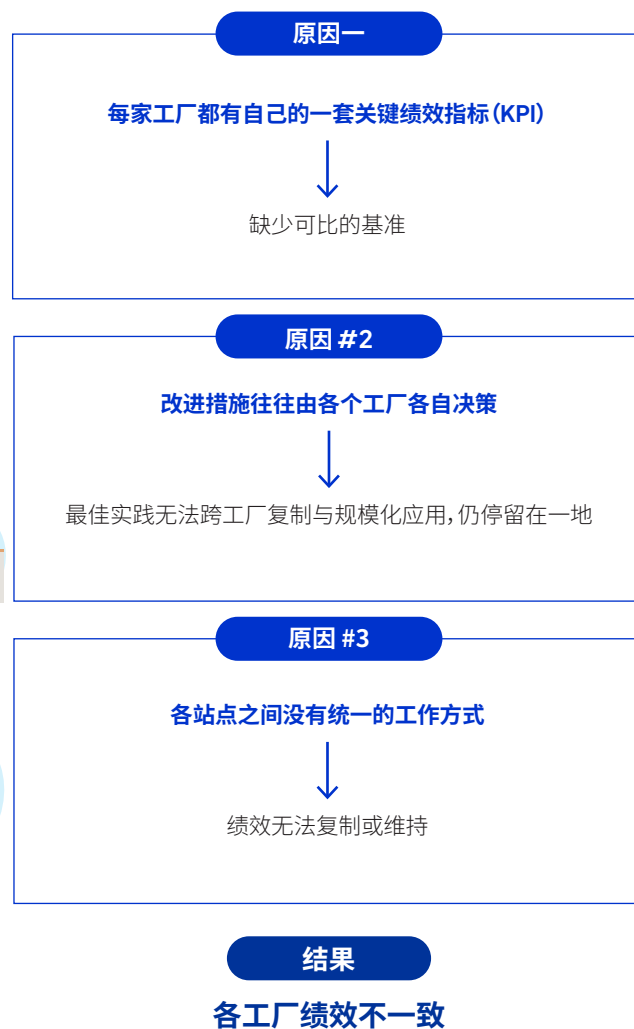 原因一
每家工厂都有自己的一套关键绩效指标(KPI)
缺少可比的基准
原因 #2
改进措施往往由各个工厂各自决策
最佳实践无法跨工厂复制与规模化应用,仍停留在一地
原因 #3
各站点之间没有统一的工作方式
绩效无法复制或维持
结果
各工厂绩效不一致